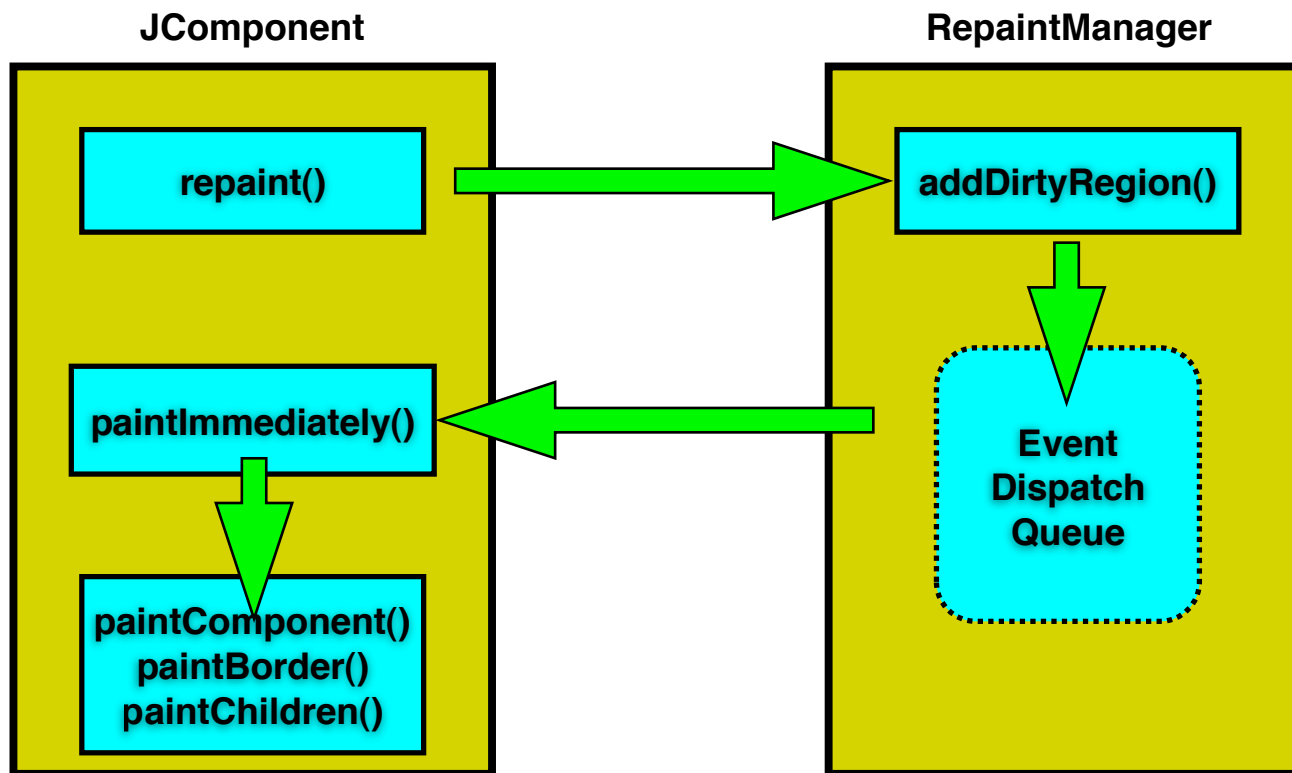 JComponent
RepaintManager
repaint()
addDirtyRegion()
paintImmediately()
Event
Dispatch
Queue
paintComponent()
paintBorder()
paintChildren()